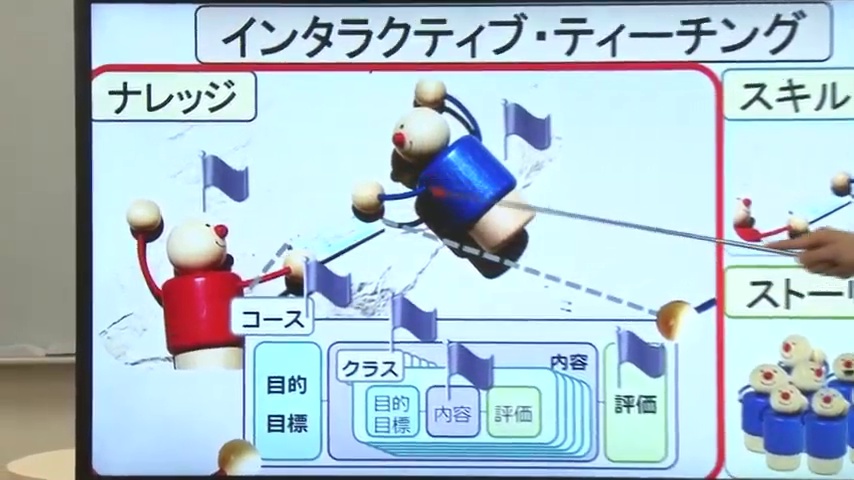 インタラクティブ・ティーチング
ナレッジ
スキル
コース
目的
目標
クラス
内容
目的
目標
内容
評価
評価
ストーリ